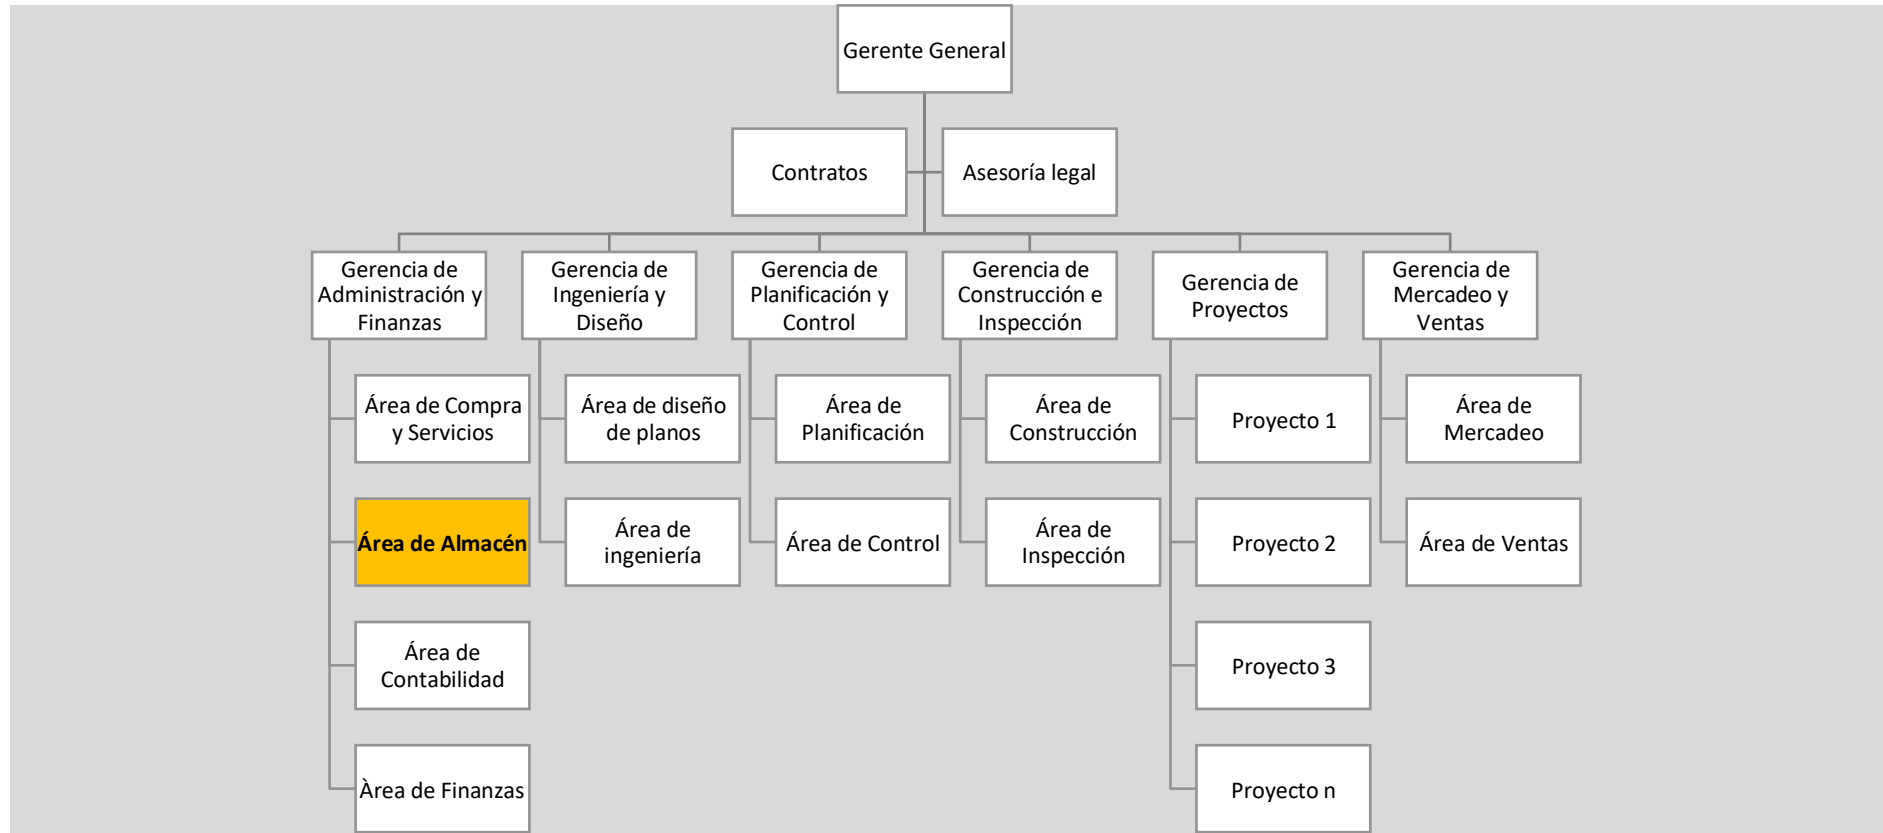 Gerente General
Contratos
Asesoría legal
Gerencia de
Administración y
Finanzas
Gerencia de
Ingeniería y
Diseño
Gerencia de
Planificación y
Control
Gerencia de
Construcción e
Inspección
Gerencia de
Proyectos
Gerencia de
Mercadeo y
Ventas
Área de Compra
y Servicios
Área de Almacén
Área de
Contabilidad
Àrea de Finanzas
Área de diseño
de planos
Área de
ingeniería
Área de
Planificación
Área de Control
Área de
Construcción
Área de
Inspección
Proyecto 1
Proyecto 2
Proyecto 3
Proyecto n
Área de
Mercadeo
Área de Ventas